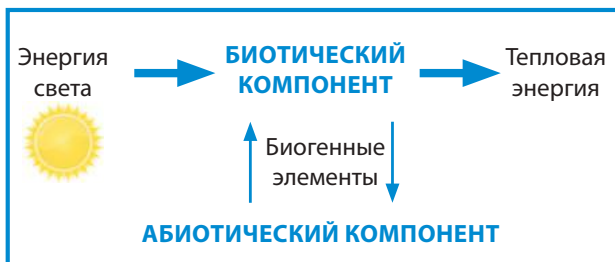 Энергия
света
БИОТИЧЕСКИЙ
КОМПОНЕНТ
Тепловая
энергия
Биогенные
элементы
АБИОТИЧЕСКИЙ КОМПОНЕНТ